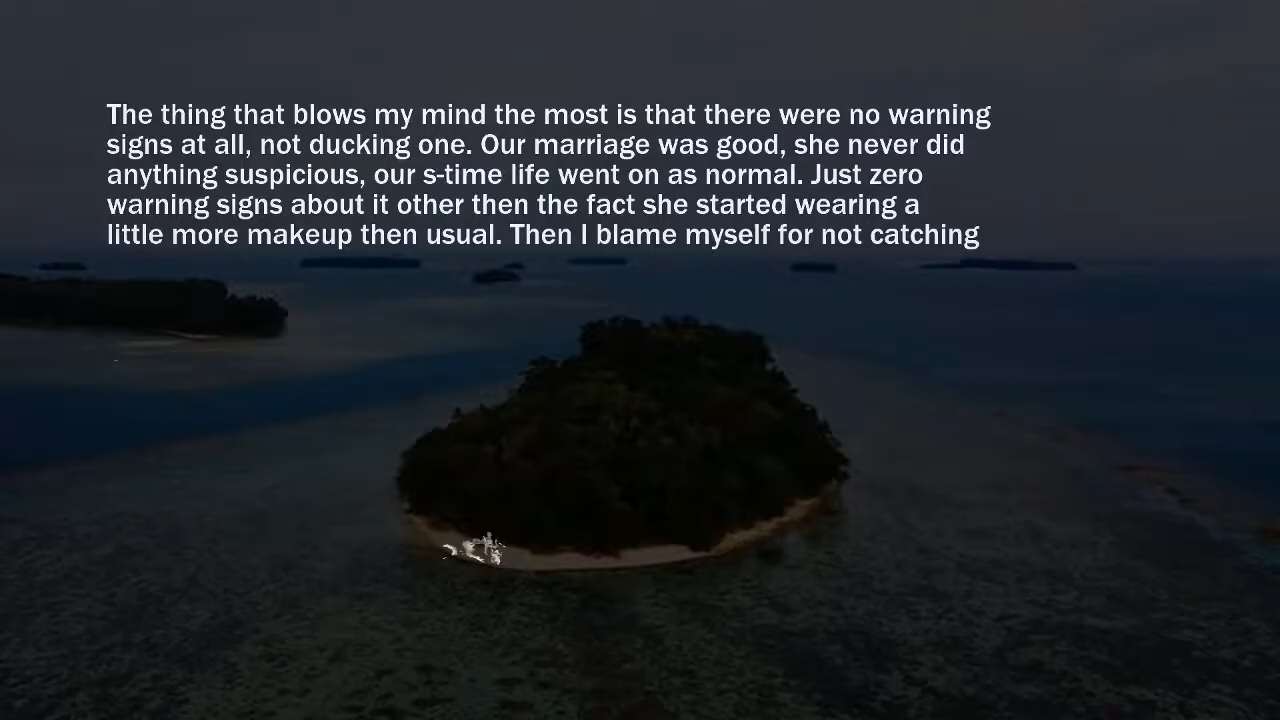 The thing that blows my mind the most is that there were no warning
signs at all, not ducking one. Our marriage was good, she never did
anything suspicious, our s-time life went on as normal. Just zero
warning signs about it other then the fact she started wearing a
little more makeup then usual. Then I blame myself for not catching